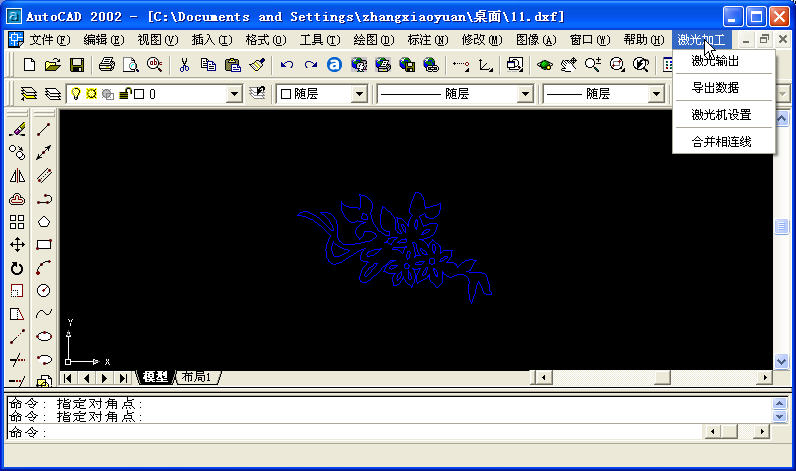 AutoCAD 2002 - [C:\Documents and Settings\zhangxiaoyuan\桌面\11.dxf]
文件(F) 编辑(E) 视图(V) 插入(I) 格式(O) 工具(T) 绘图(D) 标注(N) 修改(M) 图像(A) 窗口(W) 帮助(H) 激光加工
激光输出
导出数据
激光机设置
合并相连线
0 随层 随层 随层
Y
X
模型 布局1
命令: 指定对角点:
命令: 指定对角点:
命令: